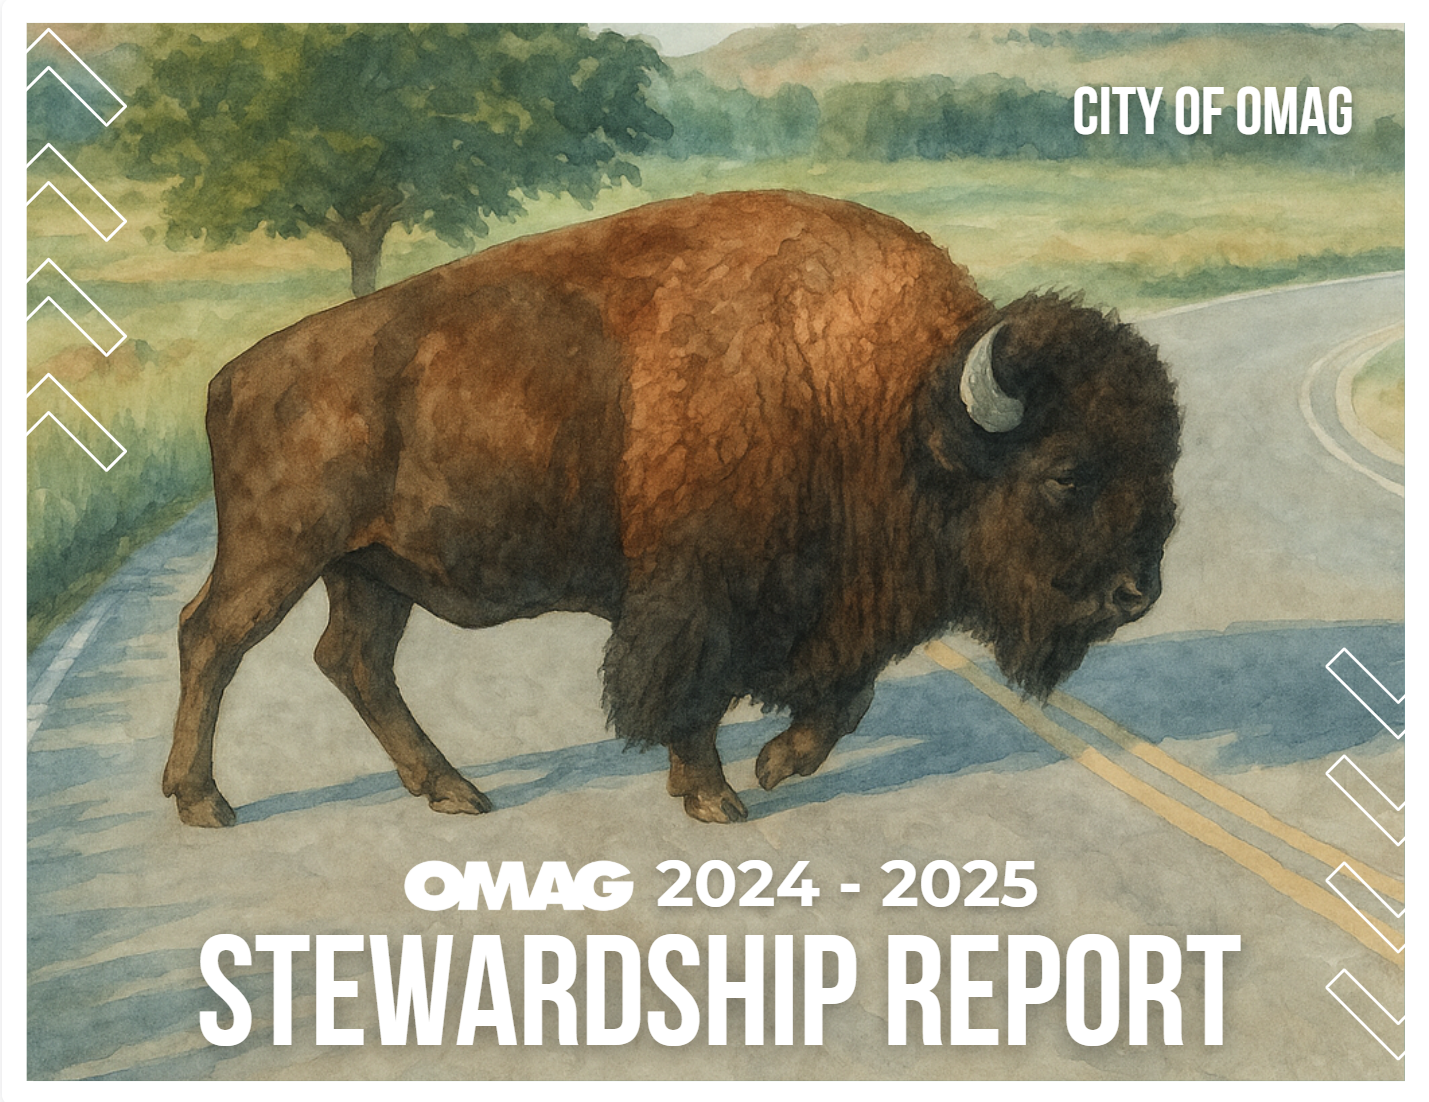 CITY OF OMAG
OMAG 2024 - 2025
STEWARDSHIP REPORT